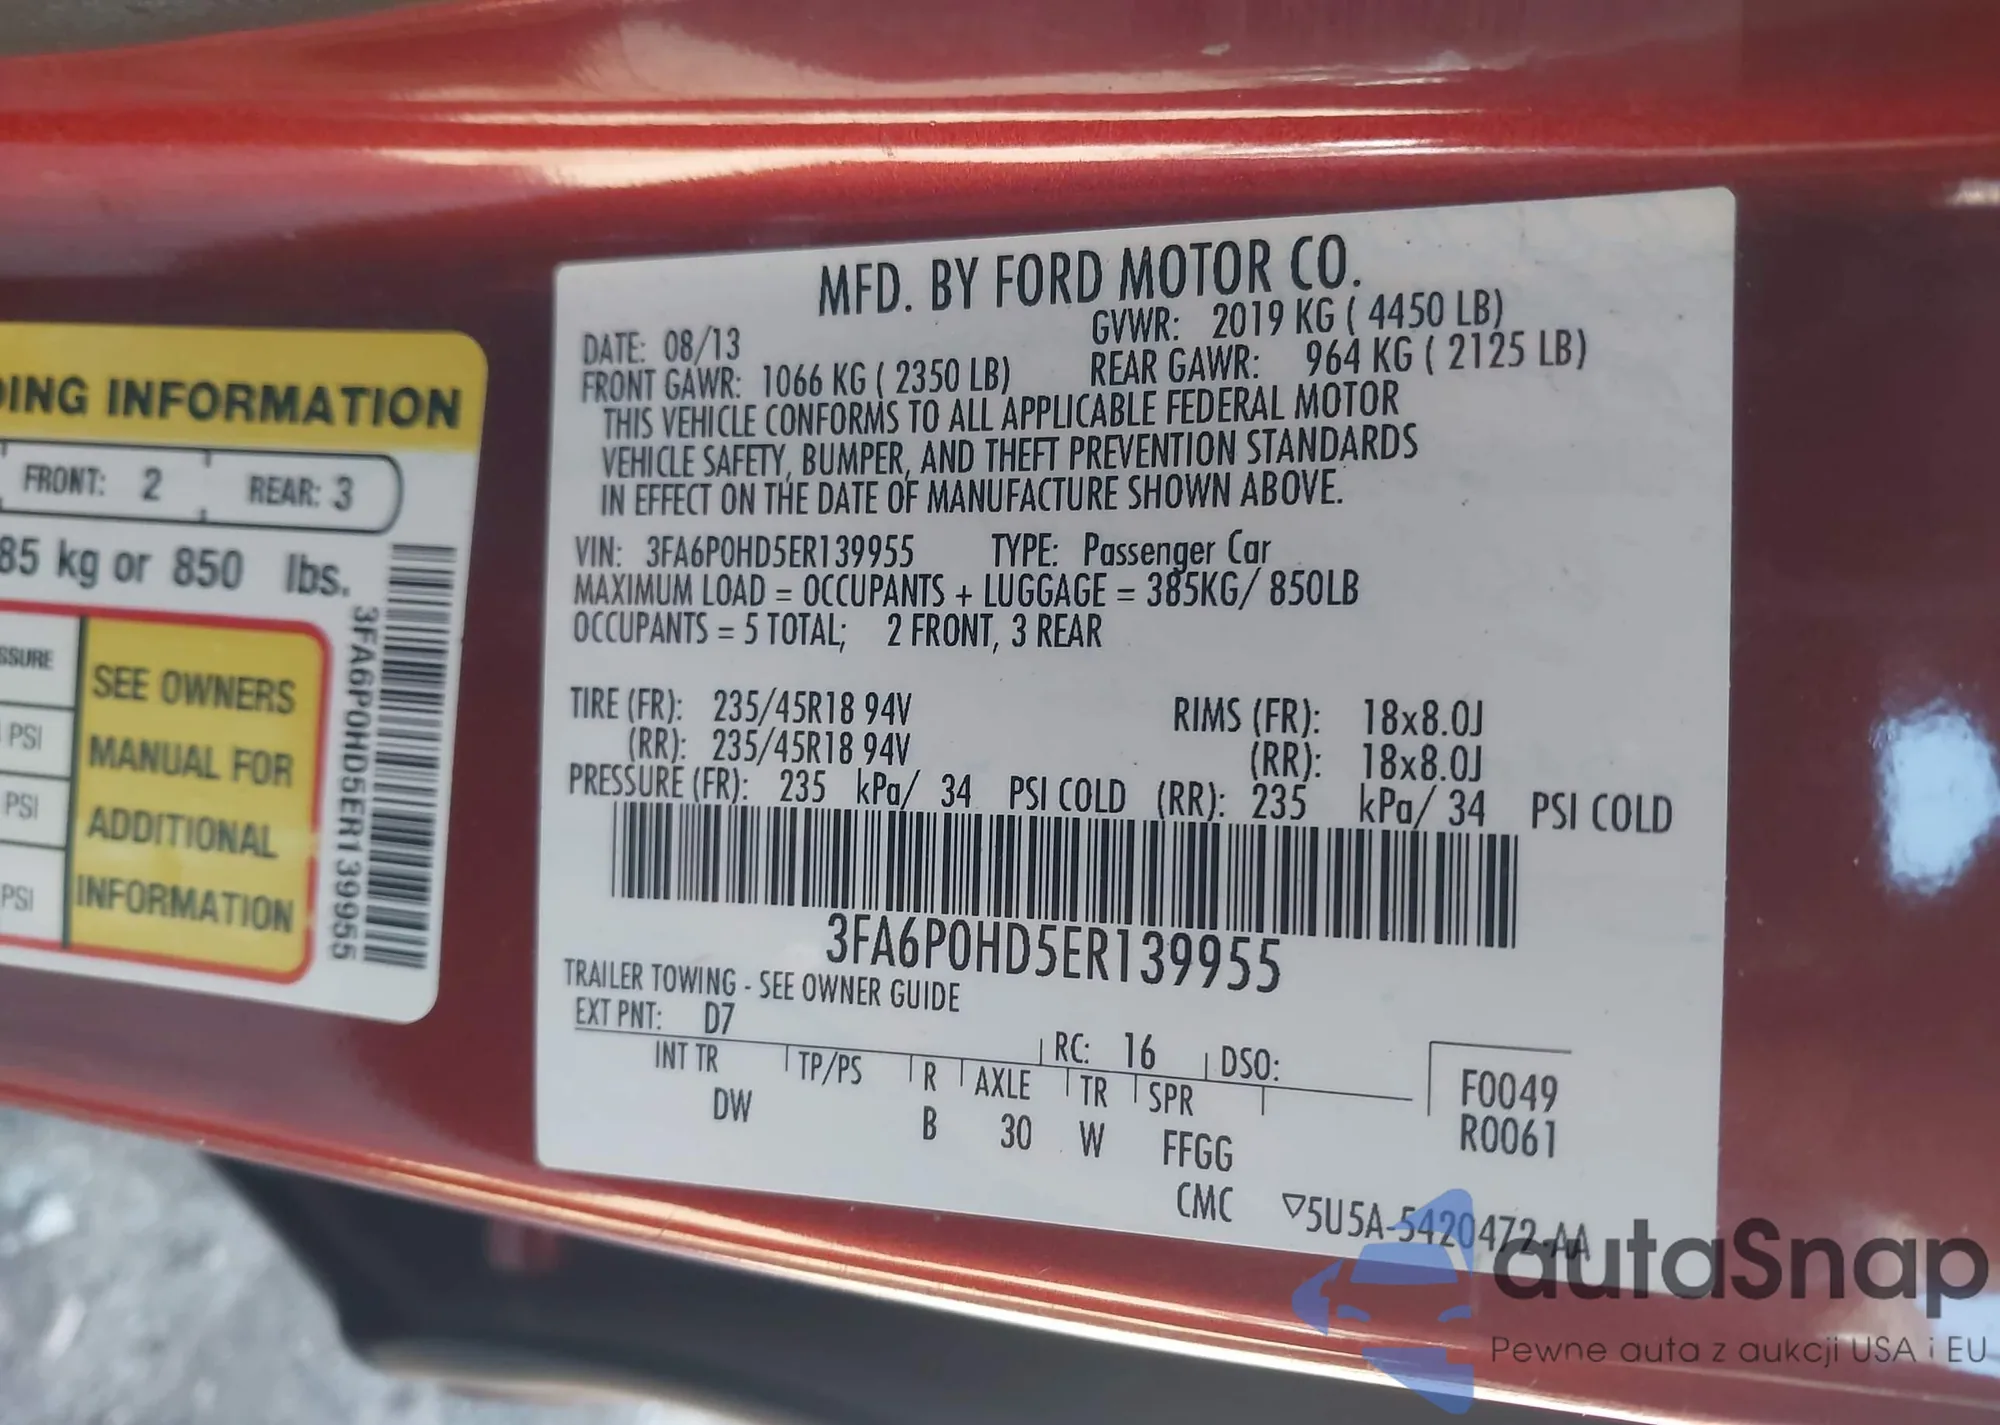 ING INFORMATION
FRONT: 2 REAR: 3
85 kg or 850 lbs.
SSURE
PSI
PSI
PSI
SEE OWNERS
MANUAL FOR
ADDITIONAL
INFORMATION
3FA6P0HD5ER139955
MFD. BY FORD MOTOR CO.
DATE: 08/13 GVWR: 2019 KG ( 4450 LB)
FRONT GAWR: 1066 KG ( 2350 LB) REAR GAWR: 964 KG ( 2125 LB)
THIS VEHICLE CONFORMS TO ALL APPLICABLE FEDERAL MOTOR
VEHICLE SAFETY, BUMPER, AND THEFT PREVENTION STANDARDS
IN EFFECT ON THE DATE OF MANUFACTURE SHOWN ABOVE.
VIN: 3FA6P0HD5ER139955 TYPE: Passenger Car
MAXIMUM LOAD = OCCUPANTS + LUGGAGE = 385KG/ 850LB
OCCUPANTS = 5 TOTAL; 2 FRONT, 3 REAR
TIRE (FR): 235/45R18 94V RIMS (FR): 18x8.0J
(RR): 235/45R18 94V (RR): 18x8.0J
PRESSURE (FR): 235 kPa/ 34 PSI COLD (RR): 235 kPa/ 34 PSI COLD
3FA6P0HD5ER139955
TRAILER TOWING - SEE OWNER GUIDE
EXT PNT: D7 RC: 16 DSO:
INT TR TP/PS R AXLE TR SPR F0049
DW B 30 W FFGG R0061
CMC ▽5U5A-5420472-AA
autaSnap
Pewne auta z aukcji USA i EU